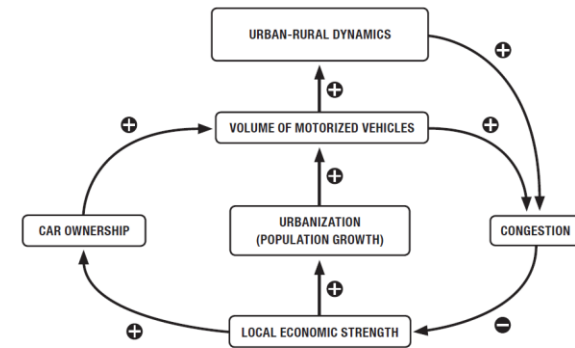 URBAN-RURAL DYNAMICS
+
+
VOLUME OF MOTORIZED VEHICLES
+
+
+
CAR OWNERSHIP
URBANIZATION
(POPULATION GROWTH)
CONGESTION
+
+
−
LOCAL ECONOMIC STRENGTH